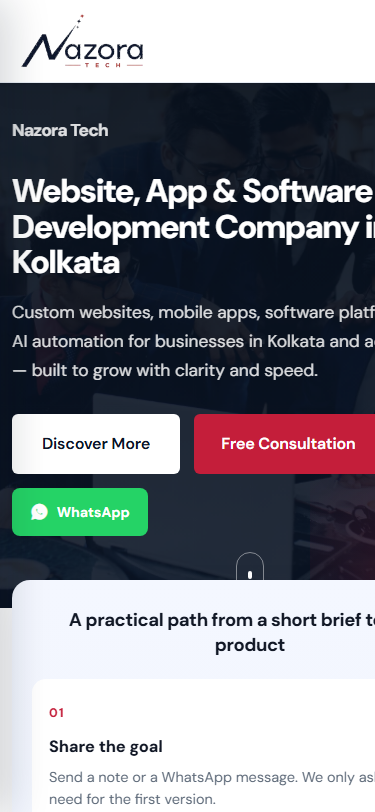 Nazora
TECH
Nazora Tech
Website, App & Software
Development Company
Kolkata
Custom websites, mobile apps, software
AI automation for businesses in Kolkata and
— built to grow with clarity and speed.
Discover More
Free Consultation
WhatsApp
A practical path from a short brief
product
01
Share the goal
Send a note or a WhatsApp message. We only
need for the first version.